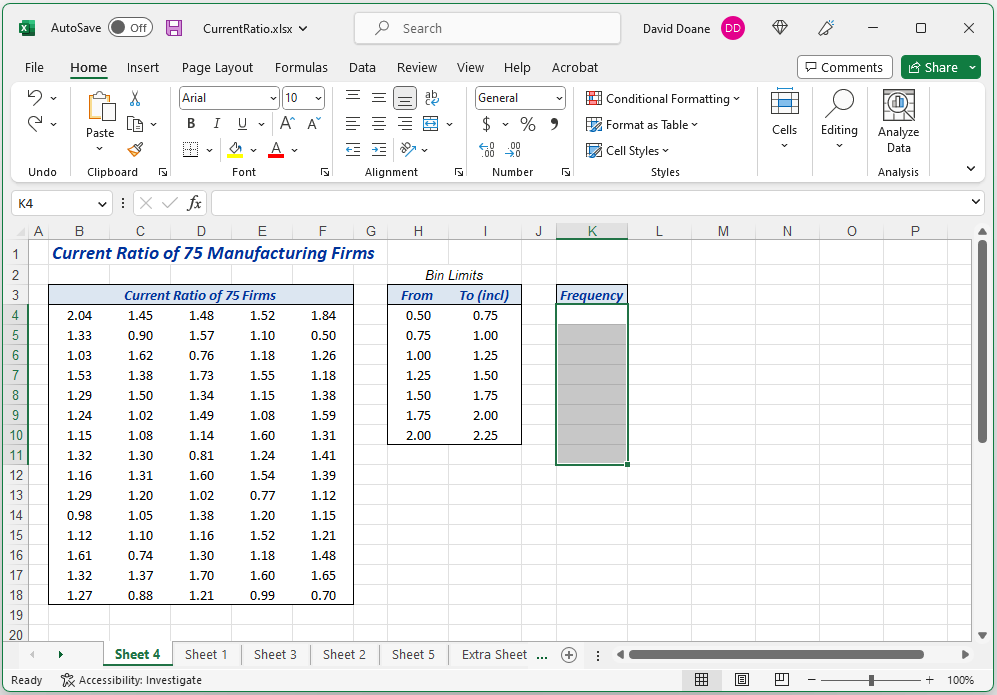 AutoSave Off CurrentRatio.xlsx Search David Doane DD
File Home Insert Page Layout Formulas Data Review View Help Acrobat Comments Share
Undo
Paste
Clipboard
Arial 10
B I U A A
A
Font
ab
Alignment
General
$ % 9
.00
Number
Conditional Formatting
Format as Table
Cell Styles
Styles
Cells
Editing
Analyze
Data
Analysis
K4 fx
A B C D E F G H I J K L M N O P
1 Current Ratio of 75 Manufacturing Firms
2 Bin Limits
3 Current Ratio of 75 Firms From To (incl) Frequency
4 2.04 1.45 1.48 1.52 1.84 0.50 0.75
5 1.33 0.90 1.57 1.10 0.50 0.75 1.00
6 1.03 1.62 0.76 1.18 1.26 1.00 1.25
7 1.53 1.38 1.73 1.55 1.18 1.25 1.50
8 1.29 1.50 1.34 1.15 1.38 1.50 1.75
9 1.24 1.02 1.49 1.08 1.59 1.75 2.00
10 1.15 1.08 1.14 1.60 1.31 2.00 2.25
11 1.32 1.30 0.81 1.24 1.41
12 1.16 1.31 1.60 1.54 1.39
13 1.29 1.20 1.02 0.77 1.12
14 0.98 1.05 1.38 1.20 1.15
15 1.12 1.10 1.16 1.52 1.21
16 1.61 0.74 1.30 1.18 1.48
17 1.32 1.37 1.70 1.60 1.65
18 1.27 0.88 1.21 0.99 0.70
19
20
Sheet 4 Sheet 1 Sheet 3 Sheet 2 Sheet 5 Extra Sheet ...
Ready Accessibility: Investigate 100%